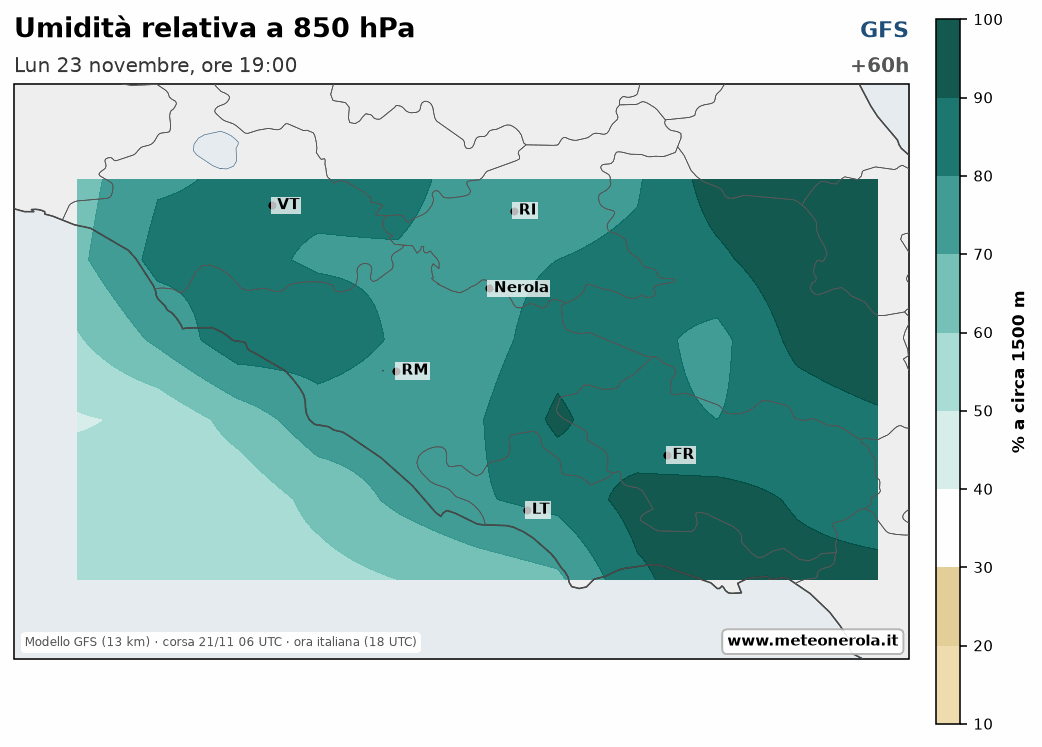 Umidità relativa a 850 hPa
GFS
Lun 23 novembre, ore 19:00
+60h
VT
RI
Nerola
RM
FR
LT
Modello GFS (13 km) · corsa 21/11 06 UTC · ora italiana (18 UTC)
www.meteonerola.it
100
90
80
70
60
50
40
30
20
10
% a circa 1500 m